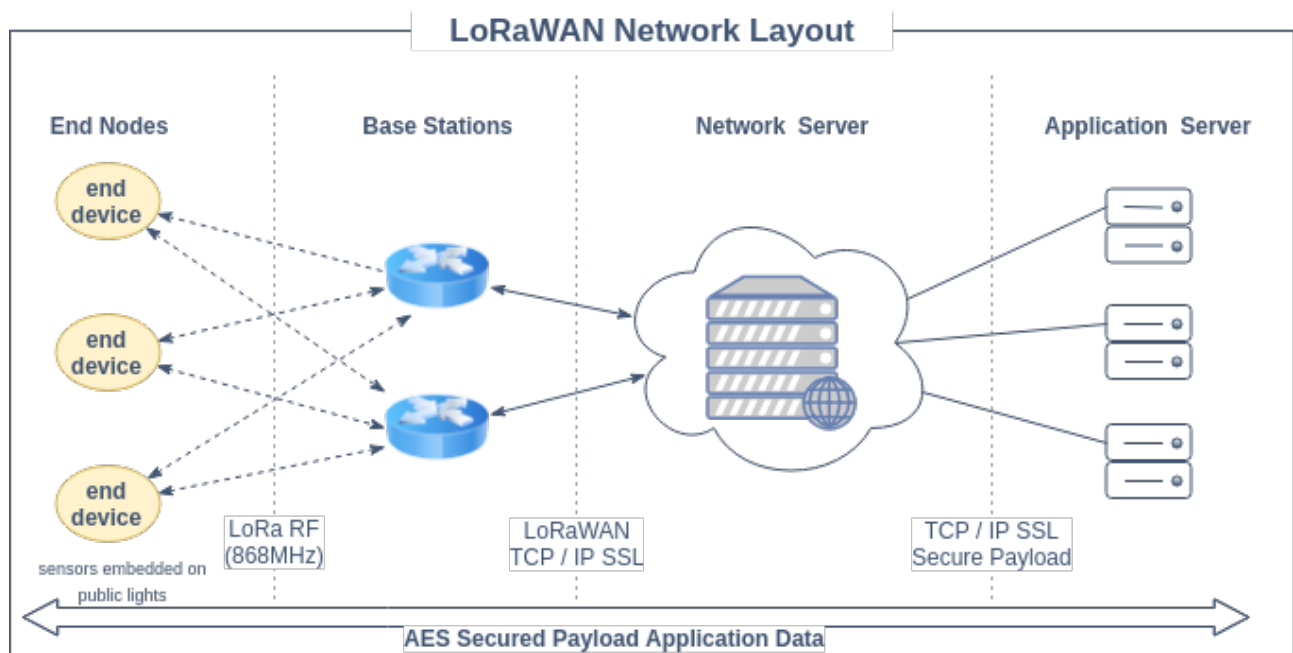 LoRaWAN Network Layout
End Nodes
Base Stations
Network Server
Application Server
end
device
end
device
end
device
sensors embedded on
public lights
LoRa RF
(868MHz)
LoRaWAN
TCP / IP SSL
TCP / IP SSL
Secure Payload
AES Secured Payload Application Data